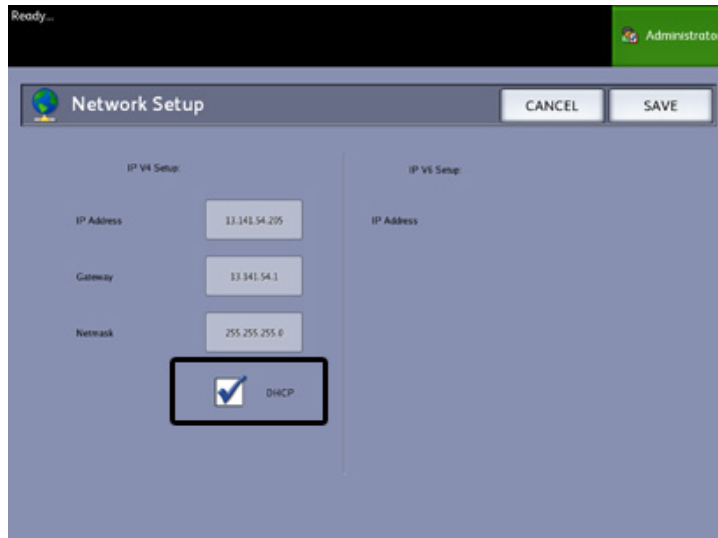 Ready...
Administrato
Network Setup
CANCEL
SAVE
IP V4 Setup:
IP V6 Setup:
IP Address
13.141.54.205
IP Address
Gateway
13.141.54.1
Netmask
255.255.255.0
DHCP